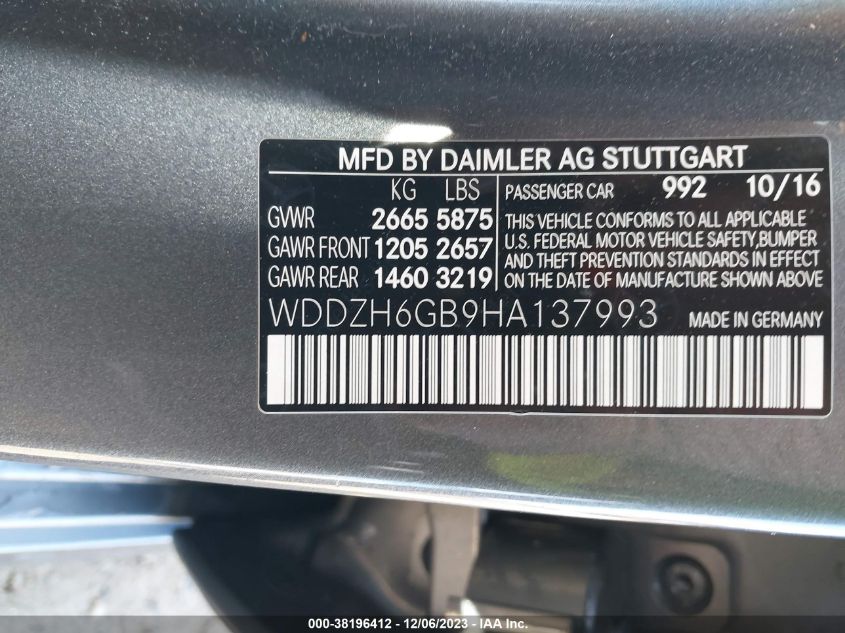 MFD BY DAIMLER AG STUTTGART
KG LBS
GVWR 2665 5875
GAWR FRONT 1205 2657
GAWR REAR 1460 3219
PASSENGER CAR 992 10/16
THIS VEHICLE CONFORMS TO ALL APPLICABLE
U.S. FEDERAL MOTOR VEHICLE SAFETY,BUMPER
AND THEFT PREVENTION STANDARDS IN EFFECT
ON THE DATE OF MANUFACTURE SHOWN ABOVE
WDDZH6GB9HA137993 MADE IN GERMANY
000-38196412 - 12/06/2023 - IAA Inc.